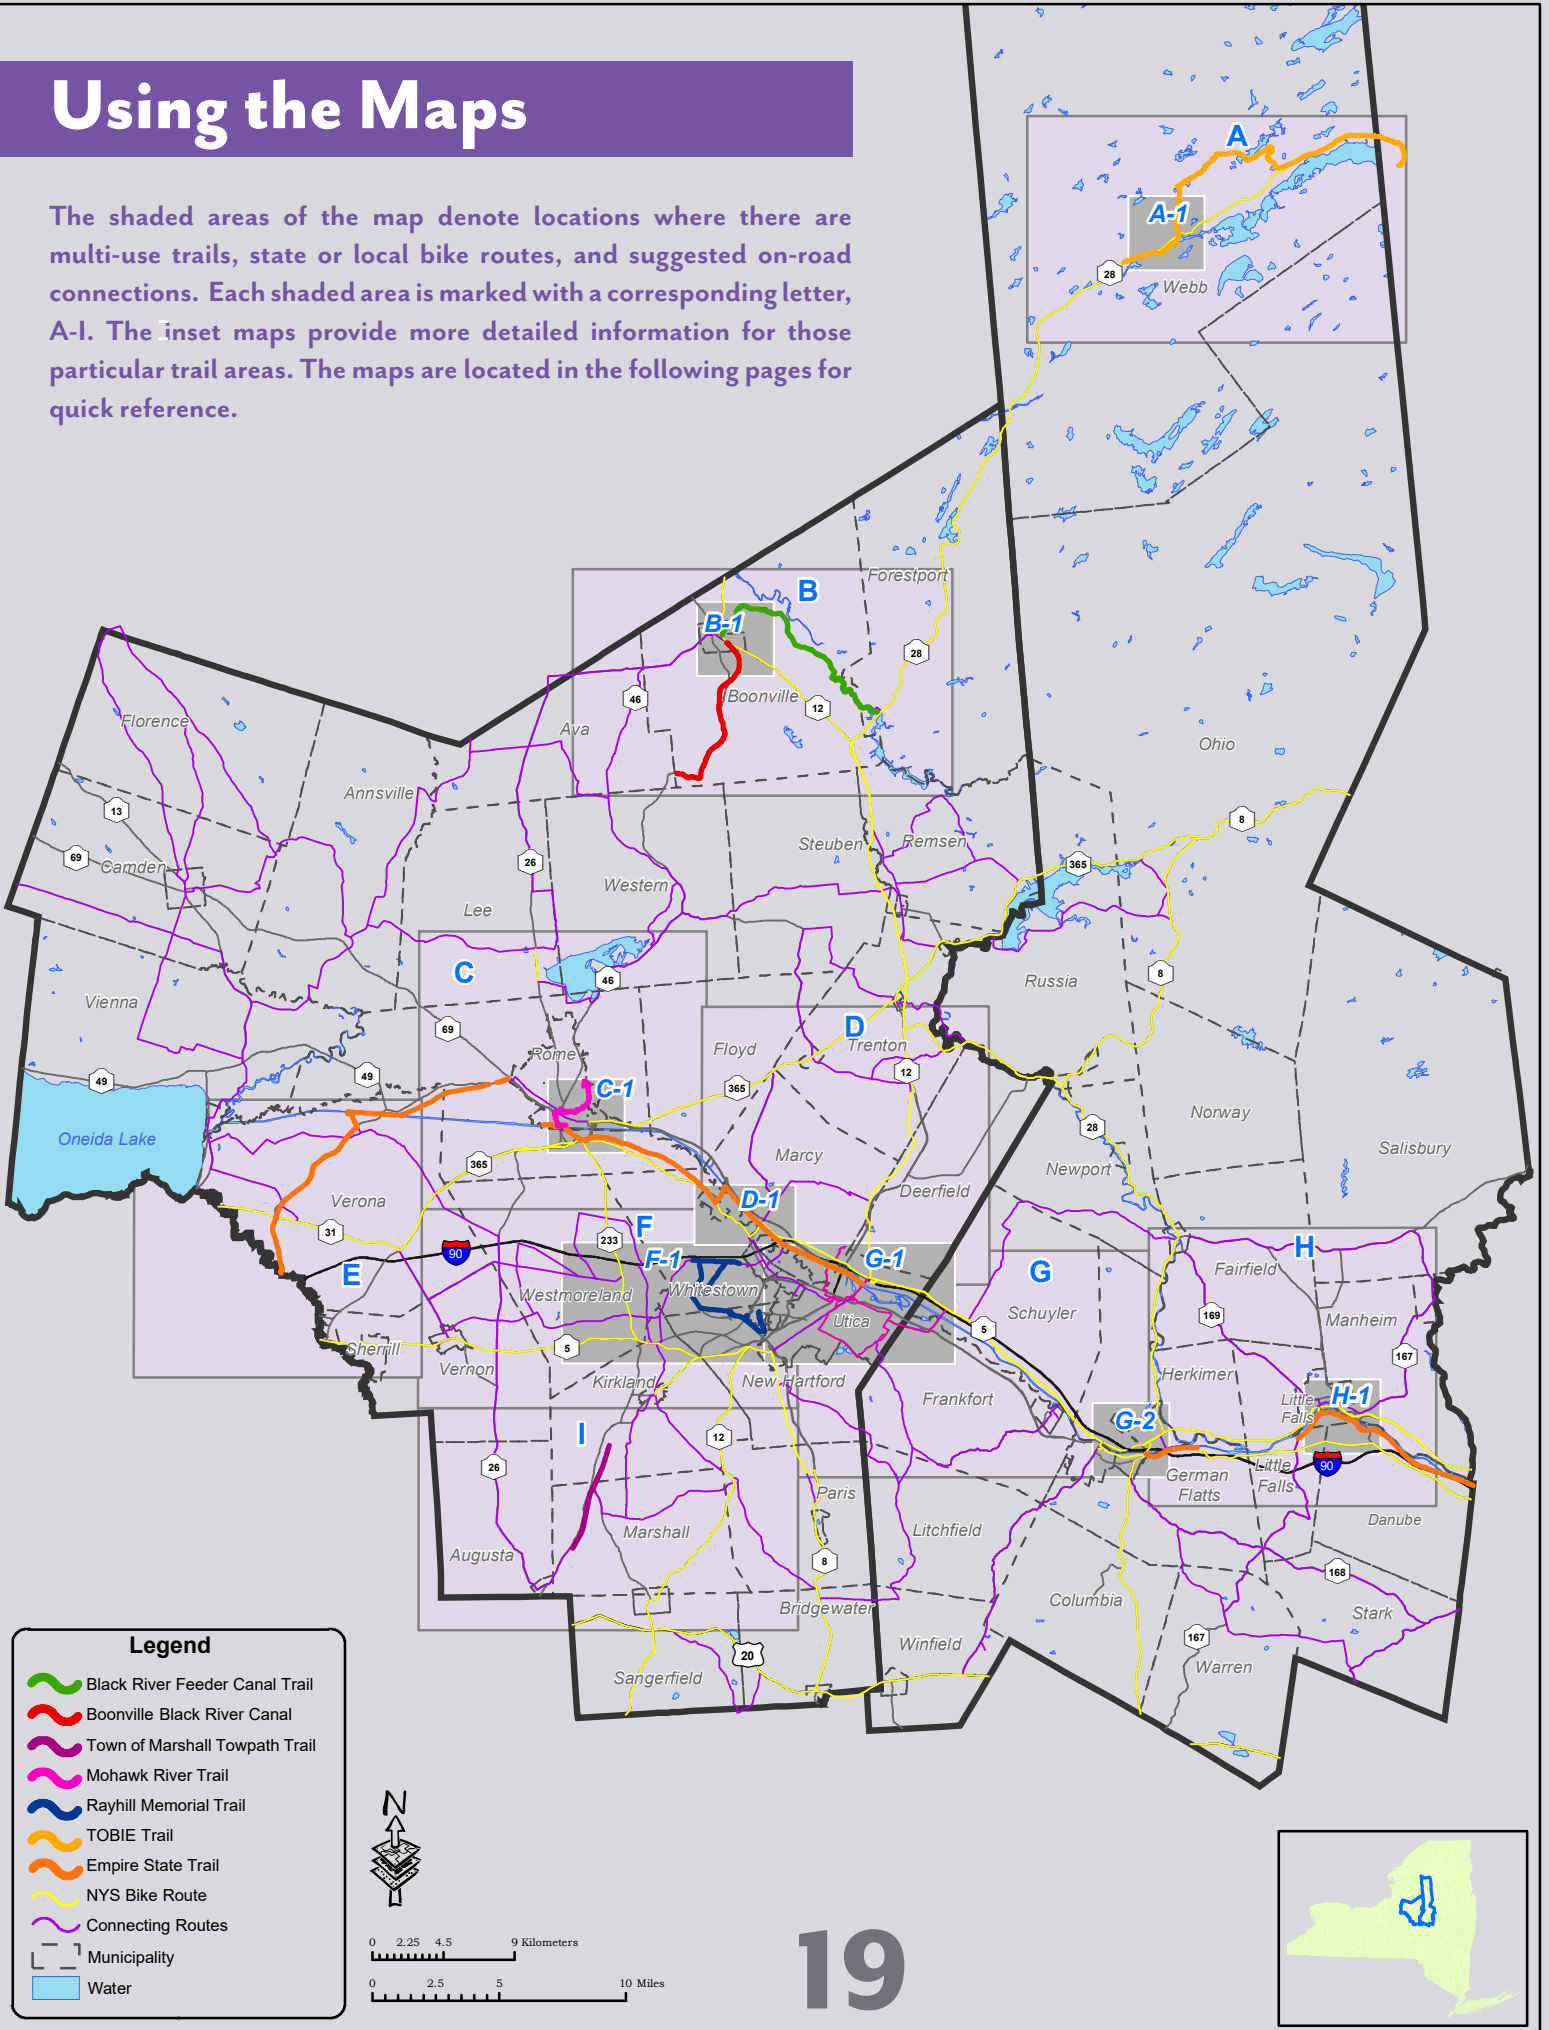 Using the Maps
The shaded areas of the map denote locations where there are
multi-use trails, state or local bike routes, and suggested on-road
connections. Each shaded area is marked with a corresponding letter,
A-I. The inset maps provide more detailed information for those
particular trail areas. The maps are located in the following pages for
quick reference.
A
A-1
28
Webb
B
Forestport
B-1
28
46
Boonville
12
Florence
Ava
Ohio
Annsville
13
8
Steuben
Remsen
69
Camden
26
365
Western
Lee
C
46
Russia
8
Vienna
69
D
Floyd
Trenton
Rome
49
49
12
C-1
365
Norway
28
Oneida Lake
Salisbury
Marcy
365
Newport
Deerfield
Verona
D-1
31
F
233
90
F-1
G-1
H
E
G
Fairfield
Westmoreland
Whitestown
Schuyler
169
Utica
5
Manheim
5
Sherrill
167
Vernon
Herkimer
Kirkland
New Hartford
Frankfort
Little
Falls
H-1
G-2
I
12
26
90
Little
Falls
German
Flatts
Paris
Danube
Marshall
Litchfield
Augusta
8
168
Columbia
Bridgewater
Stark
167
Winfield
20
Warren
Sangerfield
Legend
Black River Feeder Canal Trail
Boonville Black River Canal
Town of Marshall Towpath Trail
Mohawk River Trail
Rayhill Memorial Trail
TOBIE Trail
Empire State Trail
NYS Bike Route
Connecting Routes
Municipality
Water
N
0 2.25 4.5 9 Kilometers
0 2.5 5 10 Miles
19